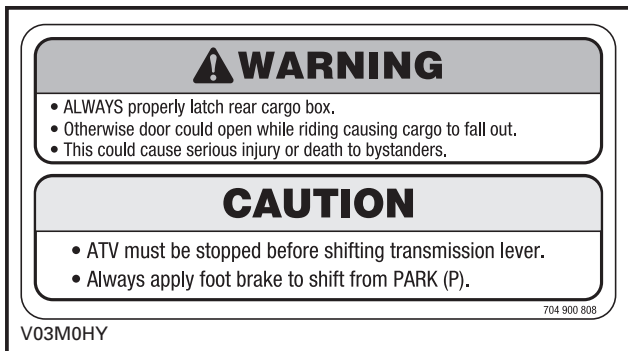 WARNING
• ALWAYS properly latch rear cargo box.
• Otherwise door could open while riding causing cargo to fall out.
• This could cause serious injury or death to bystanders.
CAUTION
• ATV must be stopped before shifting transmission lever.
• Always apply foot brake to shift from PARK (P).
704 900 808
V03M0HY